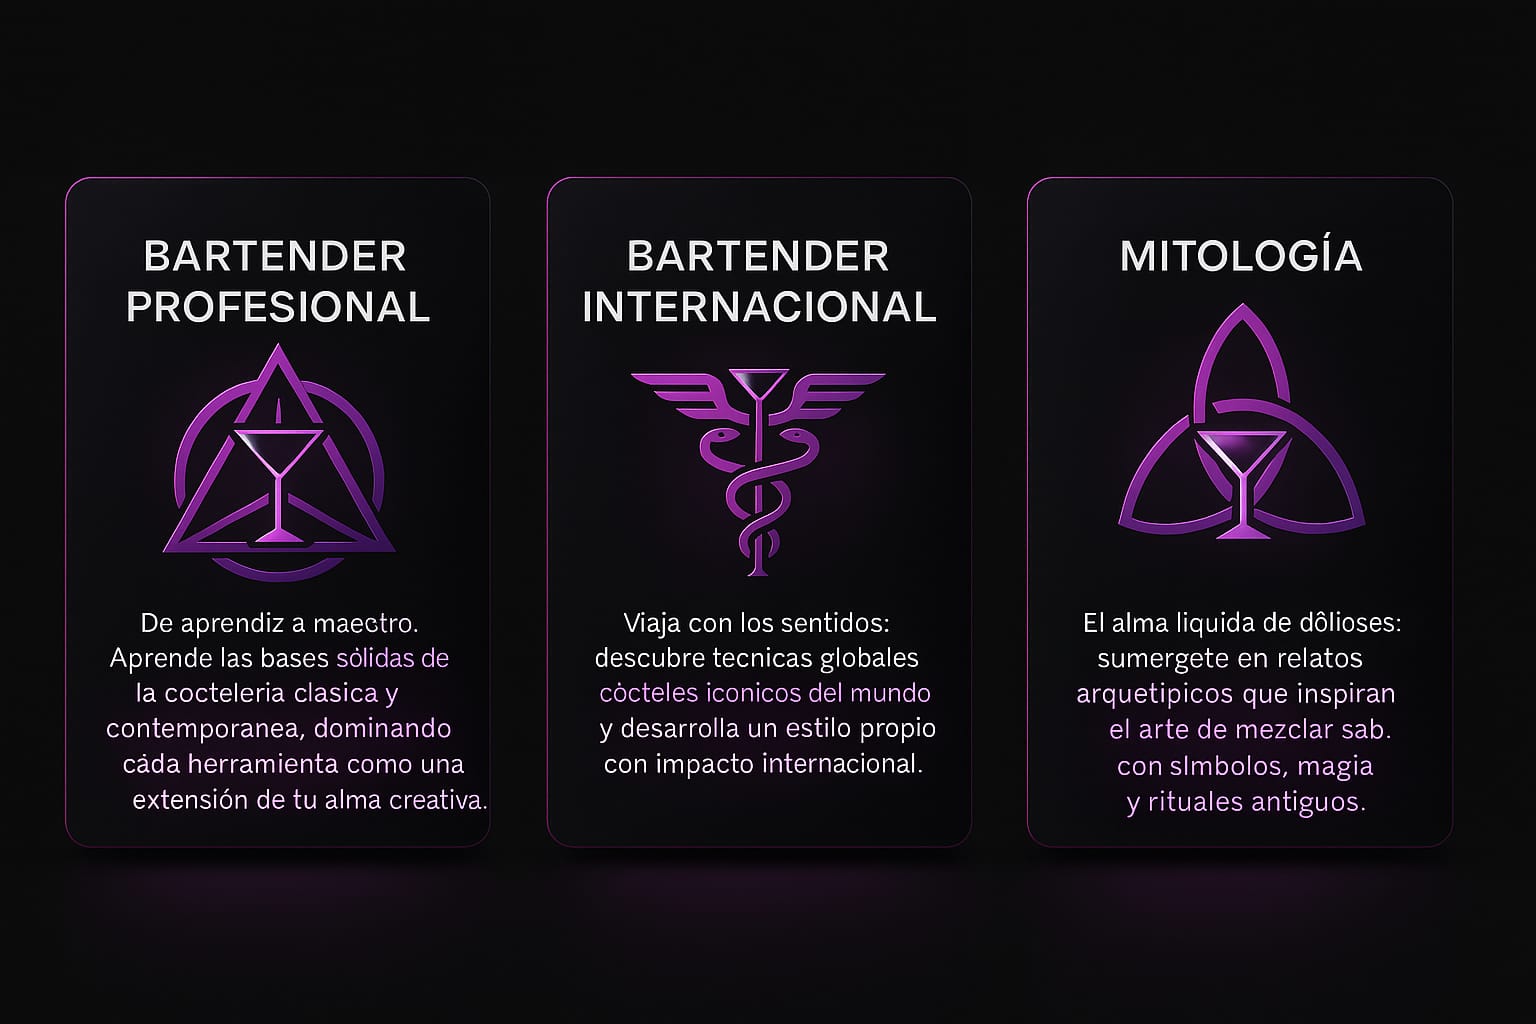 BARTENDER
PROFESIONAL
De aprendiz a maectro.
Aprende las bases sòlidas de
la cocteleria clasica y
contemporanea, dominando
cáda herramienta como una
extensión de tu alma creativa.
BARTENDER
INTERNACIONAL
Viaja con los sentidos:
descubre tecnicas globales
còcteles iconicos del mundo
y desarrolla un estilo propio
con impacto internacional.
MITOLOGÍA
El alma liquida de dôlioses:
sumergete en relatos
arquetipicos que inspiran
el arte de mezclar sab.
con slmbolos, magia
y rituales antiguos.